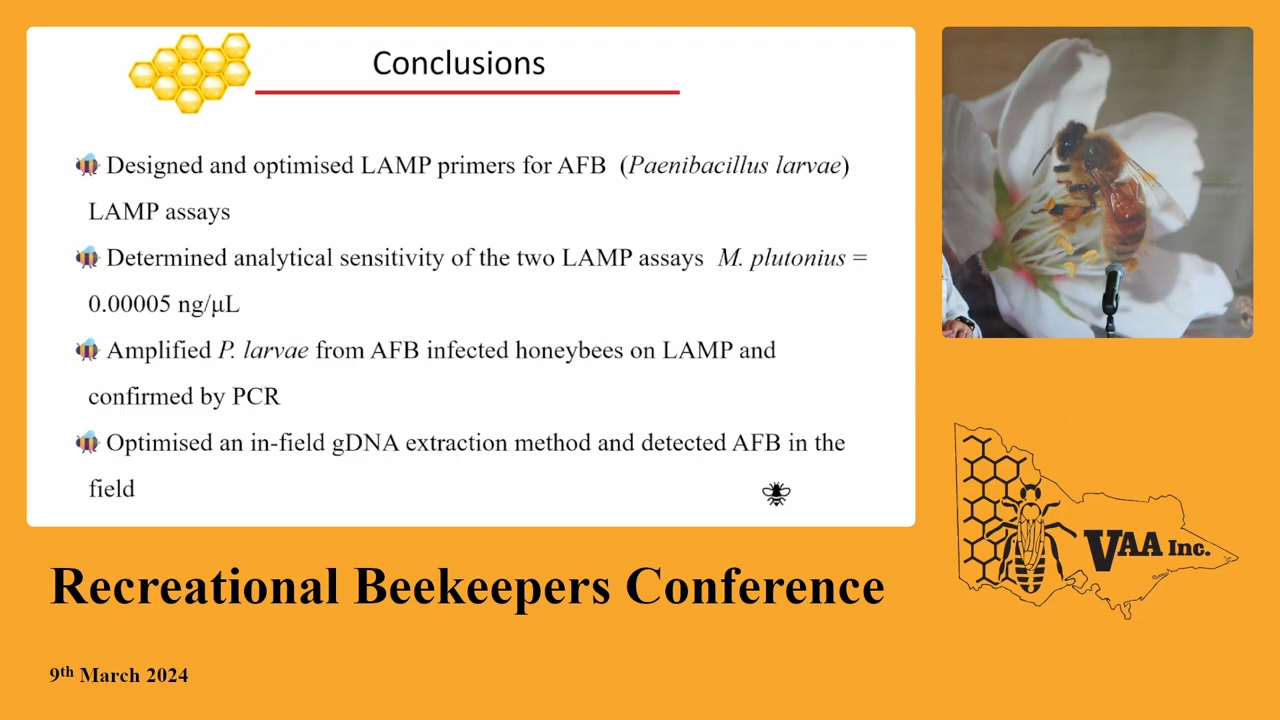 Conclusions
Designed and optimised LAMP primers for AFB (Paenibacillus larvae)
LAMP assays
Determined analytical sensitivity of the two LAMP assays M. plutonius =
0.00005 ng/μL
Amplified P. larvae from AFB infected honeybees on LAMP and
confirmed by PCR
Optimised an in-field gDNA extraction method and detected AFB in the
field
VAA Inc.
Recreational Beekeepers Conference
9th March 2024